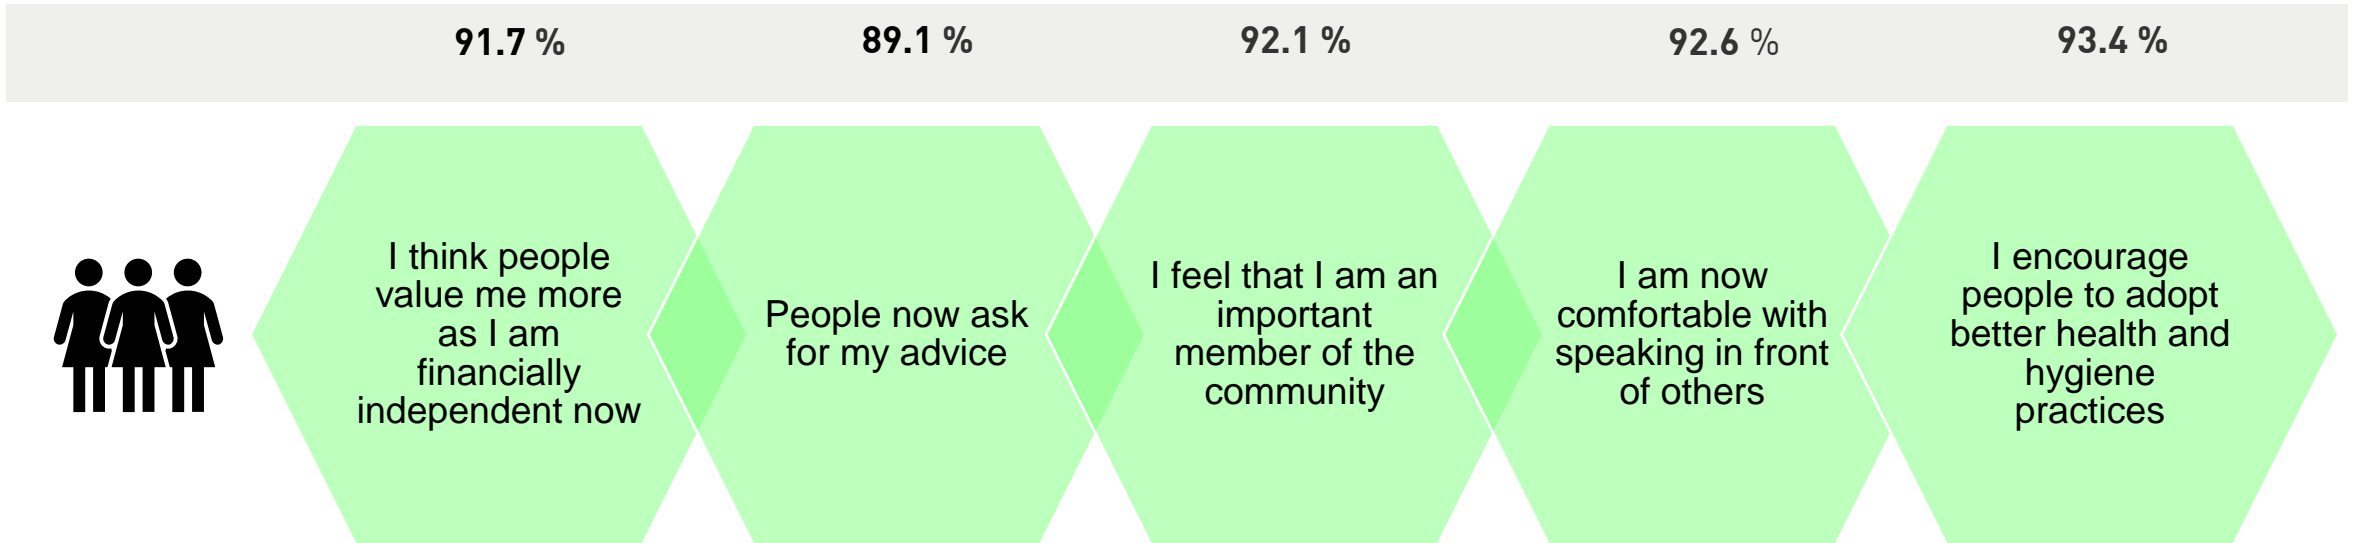 91.7 % 89.1 % 92.1 % 92.6 % 93.4 %
I think people
value me more
as I am
financially
independent now
People now ask
for my advice
I feel that I am an
important
member of the
community
I am now
comfortable with
speaking in front
of others
I encourage
people to adopt
better health and
hygiene
practices